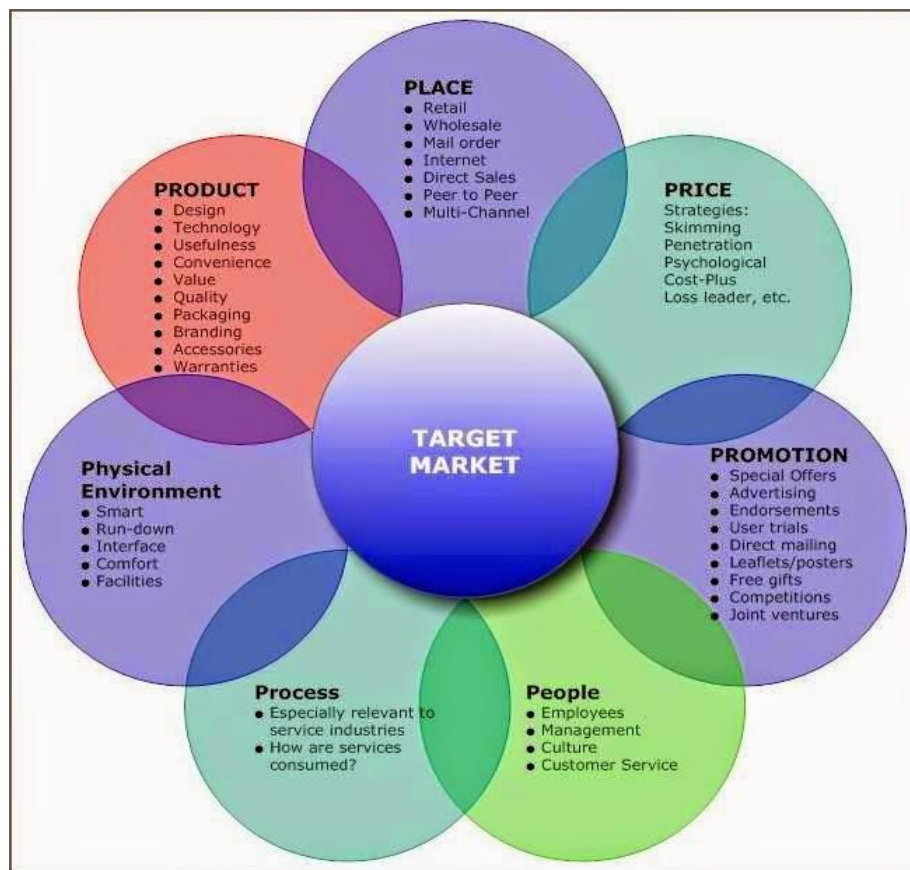 PLACE
● Retail
● Wholesale
● Mail order
● Internet
● Direct Sales
● Peer to Peer
● Multi-Channel
PRODUCT
● Design
● Technology
● Usefulness
● Convenience
● Value
● Quality
● Packaging
● Branding
● Accessories
● Warranties
PRICE
Strategies:
Skimming
Penetration
Psychological
Cost-Plus
Loss leader, etc.
TARGET
MARKET
Physical
Environment
● Smart
● Run-down
● Interface
● Comfort
● Facilities
PROMOTION
● Special Offers
● Advertising
● Endorsements
● User trials
● Direct mailing
● Leaflets/posters
● Free gifts
● Competitions
● Joint ventures
Process
● Especially relevant to
service industries
● How are services
consumed?
People
● Employees
● Management
● Culture
● Customer Service